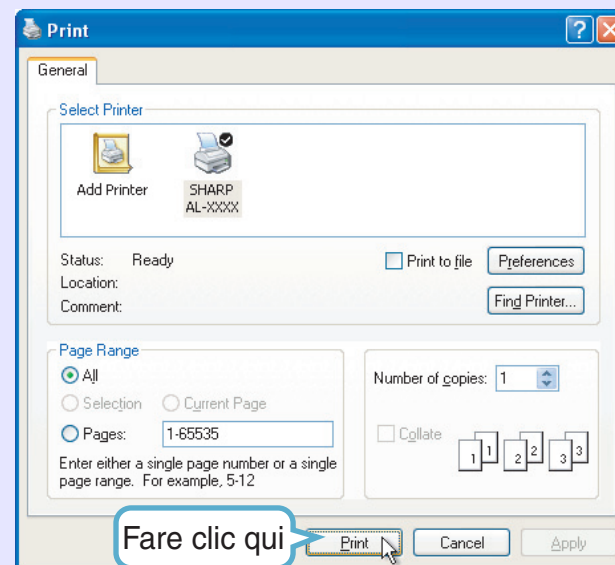 Print
General
Select Printer
Add Printer
SHARP
AL-XXXX
Status: Ready
Location:
Comment:
Print to file
Preferences
Find Printer...
Page Range
All
Selection
Current Page
Pages: 1-65535
Enter either a single page number or a single
page range. For example, 5-12
Number of copies: 1
Collate
1 1 2 2 3 3
Fare clic qui
Print
Cancel
Apply